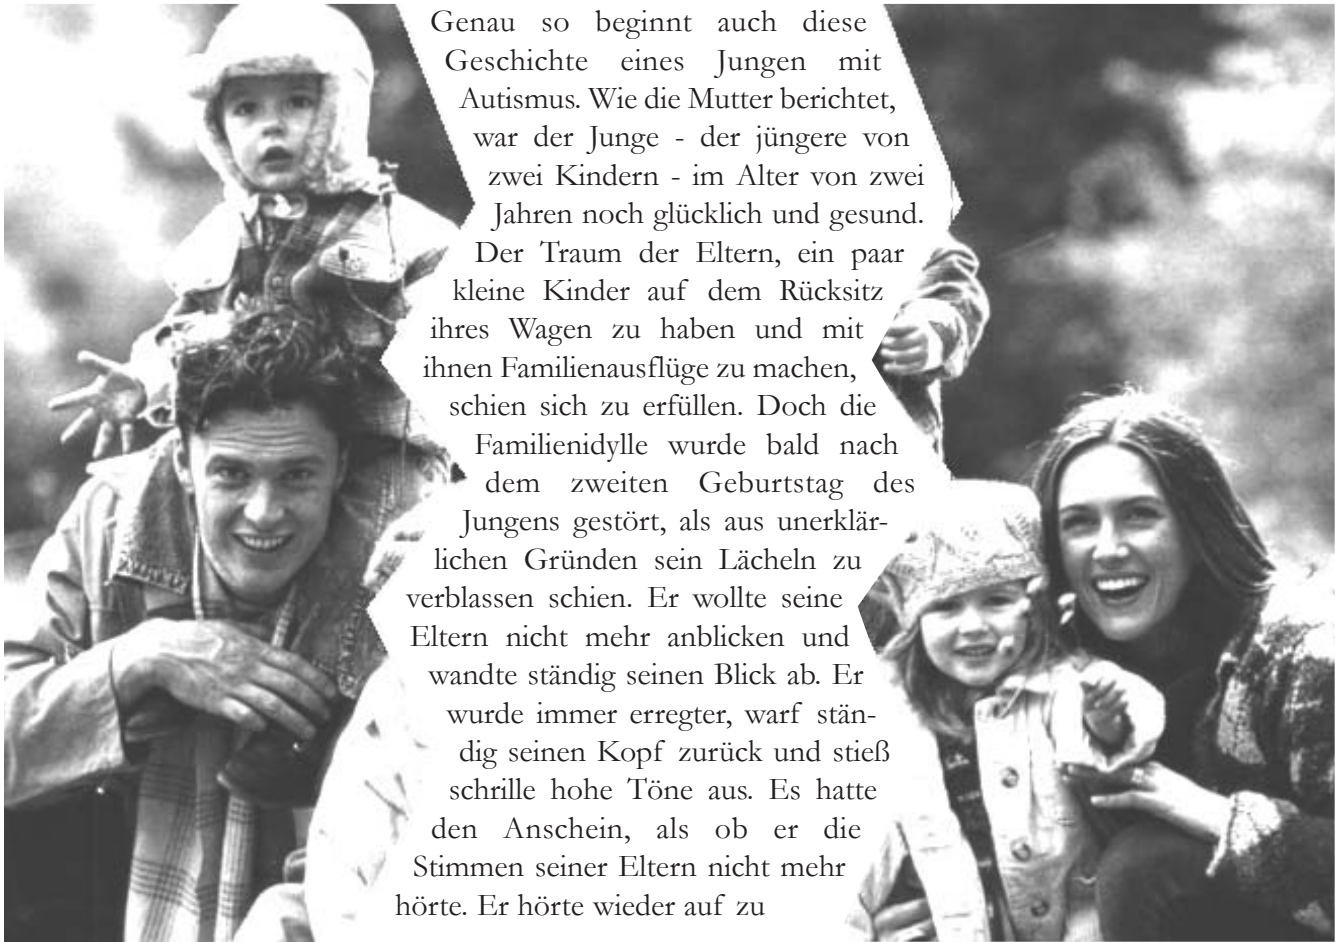 Genau so beginnt auch diese
Geschichte eines Jungen mit
Autismus. Wie die Mutter berichtet,
war der Junge - der jüngere von
zwei Kindern - im Alter von zwei
Jahren noch glücklich und gesund.
Der Traum der Eltern, ein paar
kleine Kinder auf dem Rücksitz
ihres Wagen zu haben und mit
ihnen Familienausflüge zu machen,
schien sich zu erfüllen. Doch die
Familienidylle wurde bald nach
dem zweiten Geburtstag des
Jungens gestört, als aus unerklär-
lichen Gründen sein Lächeln zu
verblassen schien. Er wollte seine
Eltern nicht mehr anblicken und
wandte ständig seinen Blick ab. Er
wurde immer erregter, warf stän-
dig seinen Kopf zurück und stieß
schrille hohe Töne aus. Es hatte
den Anschein, als ob er die
Stimmen seiner Eltern nicht mehr
hörte. Er hörte wieder auf zu